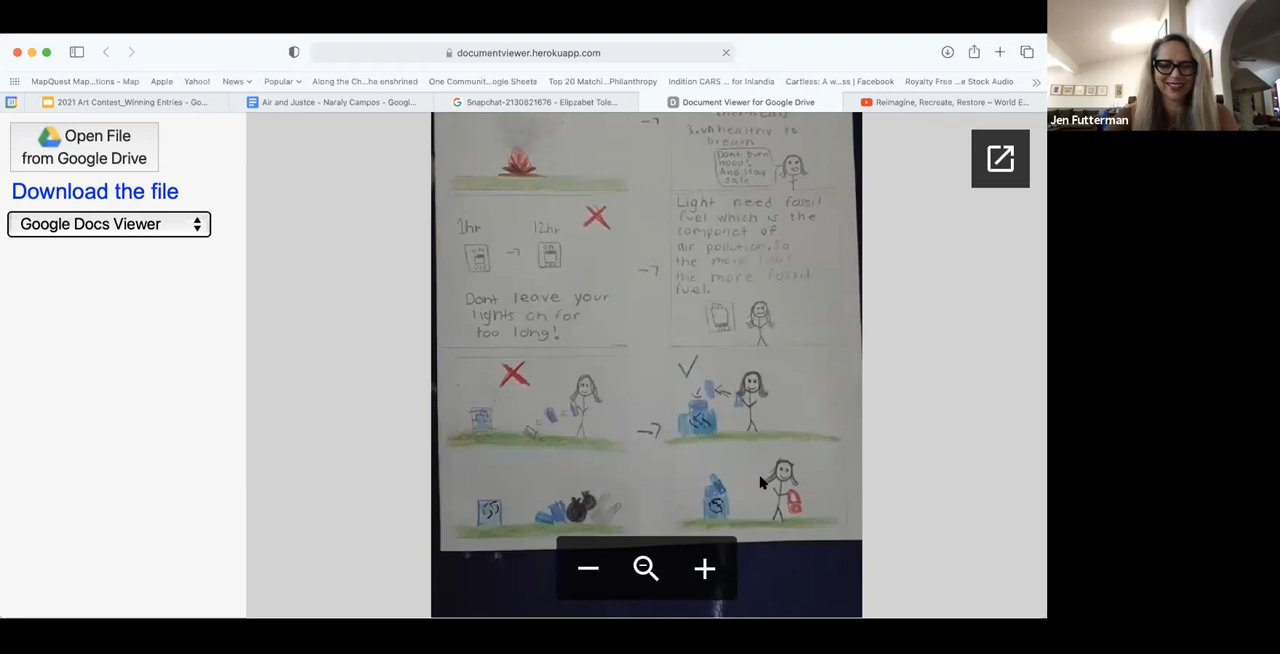 documentviewer.herokuapp.com
MapQuest Map...tions - Map
Apple
Yahoo!
News
Popular
Along the Ch...he enshrined
One Communit...ogle Sheets
Top 20 Matchi...Philanthropy
Indition CARS ... for Inlandia
Cartless: A w...ss | Facebook
Royalty Free ...e Stock Audio
2021 Art Contest_Winning Entries - Go...
Air and Justce - Naraly Campos - Googl...
Snapchat-2130821676 - Elipzabet Tole...
Document Viewer for Google Drive
Reimagine, Recreate, Restore ~ World E...
Open File
from Google Drive
Download the file
Google Docs Viewer
Jen Futterman
3. unhealthy to
breath
Dont burn
wood!
And stay
safe
1hr
12hr
Dont leave your
lights on for
too long!
Light need fossil
fuel which is the
componet of
air pollution. So
the more light
the more fossil
fuel.